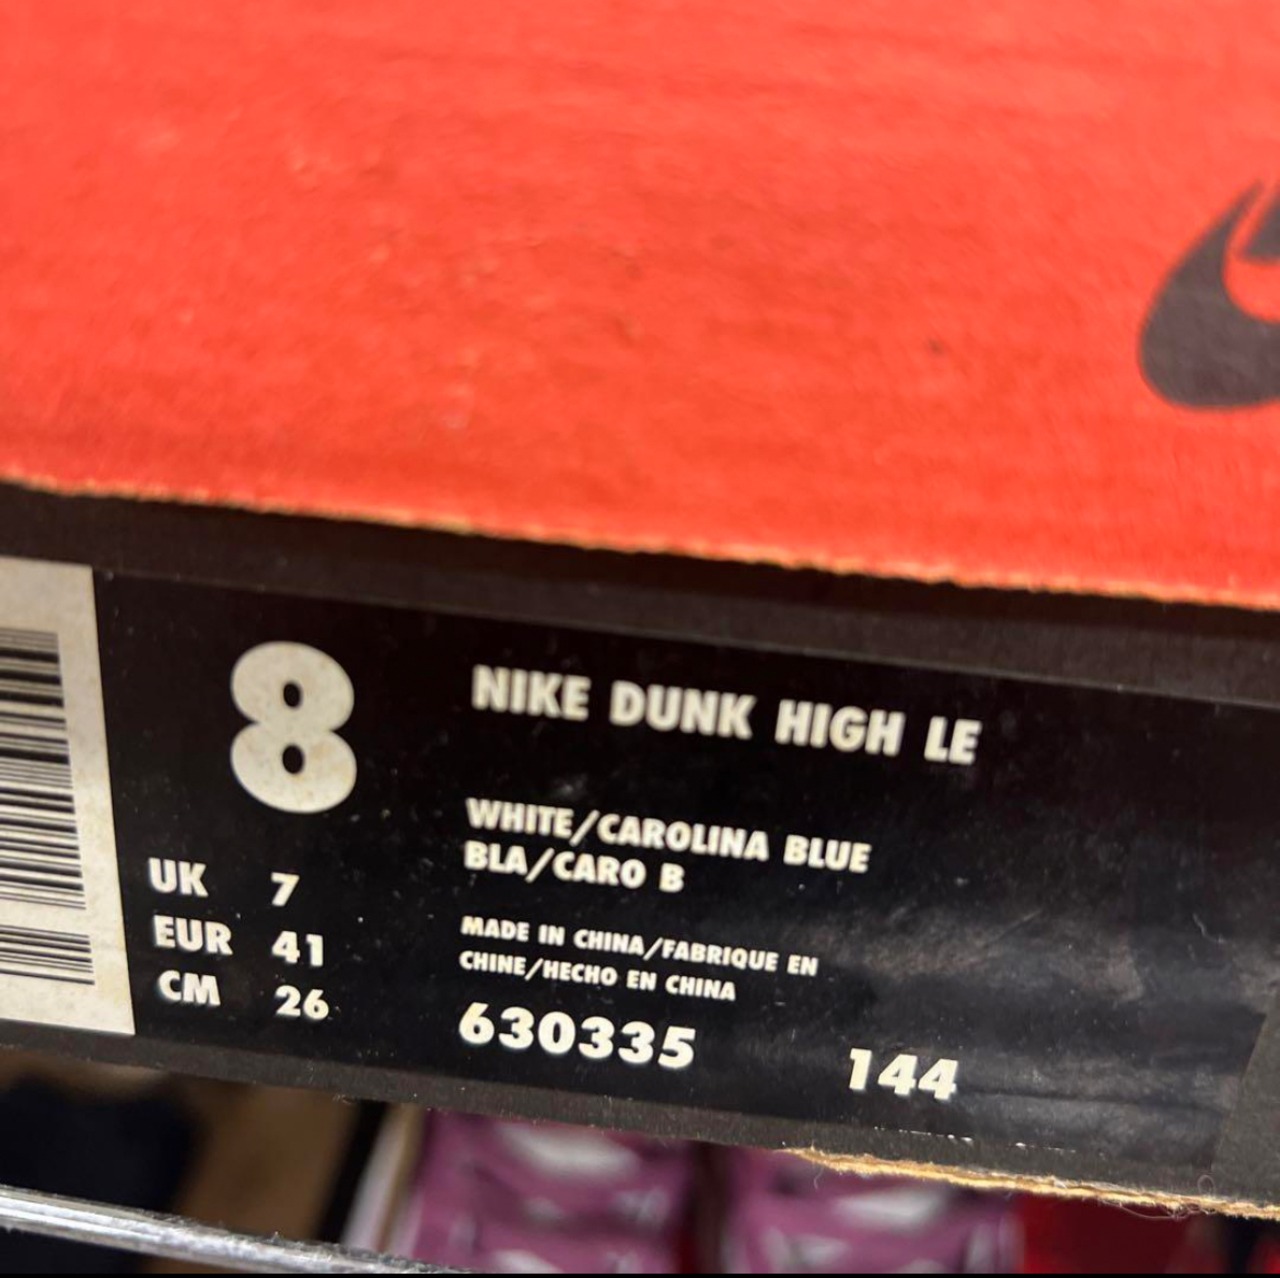 8
UK 7
EUR 41
CM 26
NIKE DUNK HIGH LE
WHITE/CAROLINA BLUE
BLA/CARO B
MADE IN CHINA/FABRIQUE EN
CHINE/HECHO EN CHINA
630335 144